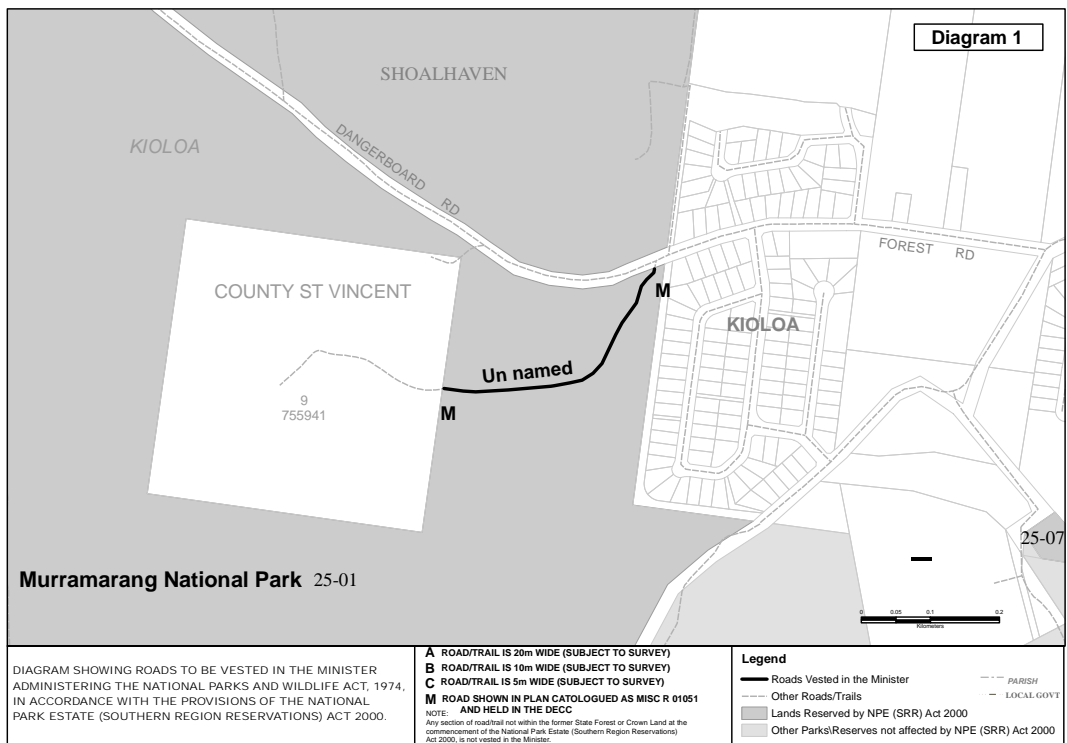 Diagram 1
SHOALHAVEN
KIOLOA
DANGERBOARD RD
FOREST RD
COUNTY ST VINCENT
M
KIOLOA
Un named
9
755941
M
25-07
Murramarang National Park 25-01
0 0.05 0.1 0.2
Kilometers
DIAGRAM SHOWING ROADS TO BE VESTED IN THE MINISTER
ADMINISTERING THE NATIONAL PARKS AND WILDLIFE ACT, 1974,
IN ACCORDANCE WITH THE PROVISIONS OF THE NATIONAL
PARK ESTATE (SOUTHERN REGION RESERVATIONS) ACT 2000.
A ROAD/TRAIL IS 20m WIDE (SUBJECT TO SURVEY)
B ROAD/TRAIL IS 10m WIDE (SUBJECT TO SURVEY)
C ROAD/TRAIL IS 5m WIDE (SUBJECT TO SURVEY)
M ROAD SHOWN IN PLAN CATOLOGUED AS MISC R 01051
AND HELD IN THE DECC
NOTE:
Any section of road/trail not within the former State Forest or Crown Land at the
commencement of the National Park Estate (Southern Region Reservations)
Act 2000, is not vested in the Minister.
Legend
Roads Vested in the Minister
Other Roads/Trails
Lands Reserved by NPE (SRR) Act 2000
Other Parks\Reserves not affected by NPE (SRR) Act 2000
PARISH
LOCAL GOVT